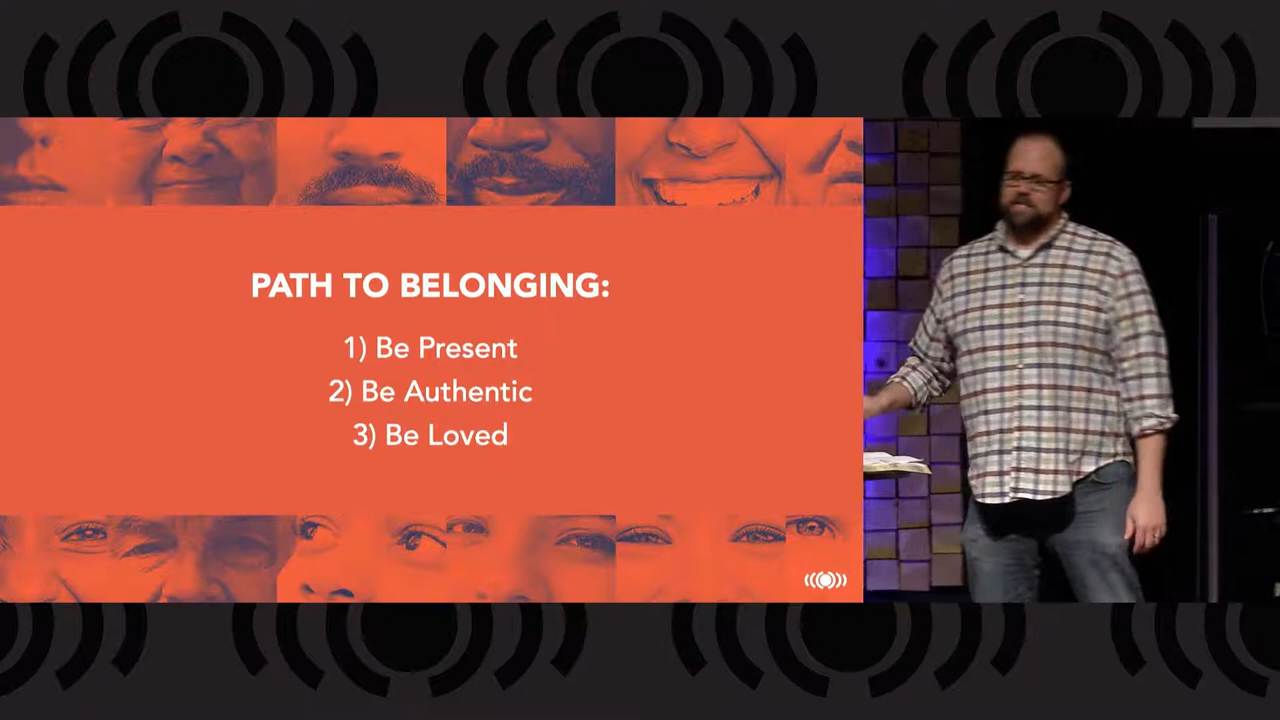 PATH TO BELONGING:
1) Be Present
2) Be Authentic
3) Be Loved